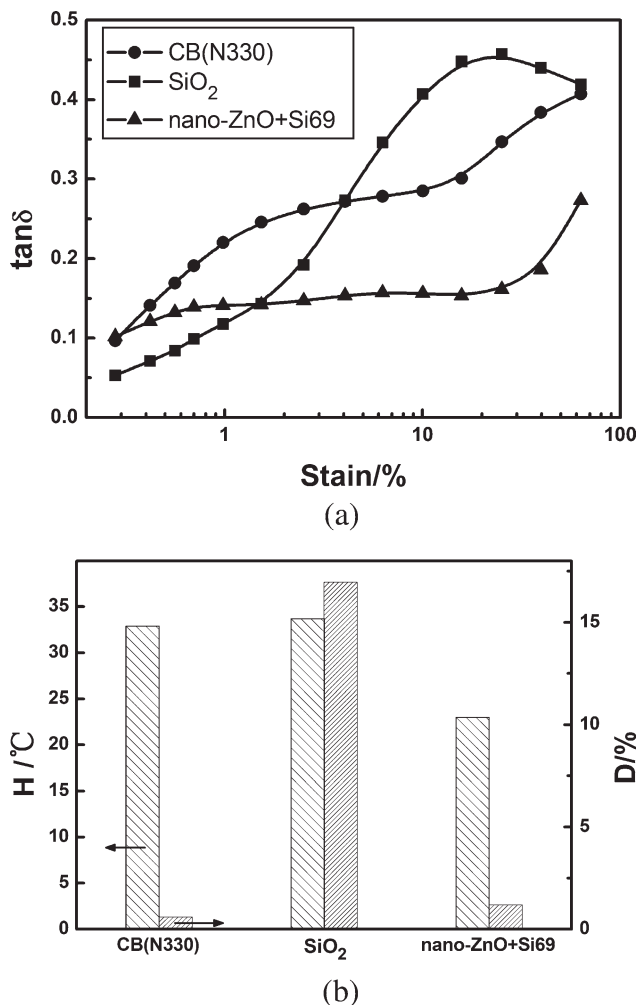 (a)
0.5
0.4
0.3
0.2
0.1
0.0
tanδ
CB(N330)
SiO₂
nano-ZnO+Si69
1 10 100
Stain/%
(a)
35
30
25
20
15
10
5
0
H /℃
15
10
5
0
D/%
CB(N330) SiO₂ nano-ZnO+Si69
(b)